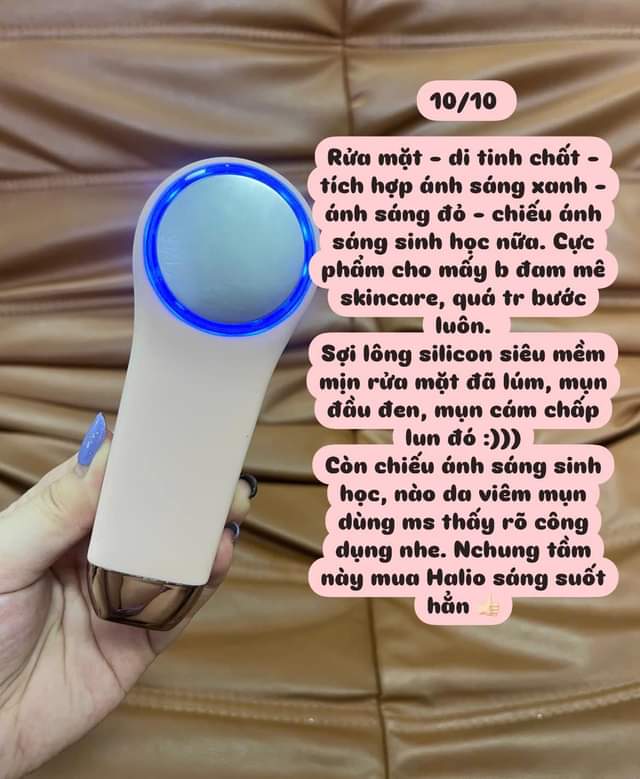 10/10
Rửa mặt - di tinh chất -
tích hợp ánh sáng xanh -
ánh sáng đỏ - chiếu ánh
sáng sinh học nữa. Cực
phẩm cho mấy b đam mê
skincare, quá tr bước
luôn.
Sợi lông silicon siêu mềm
mịn rửa mặt đã lúm, mụn
đầu đen, mụn cám chấp
lun đó :)))
Còn chiếu ánh sáng sinh
học, nào da viêm mụn
dùng ms thấy rõ công
dụng nhe. Nchung tầm
này mua Halio sáng suốt
hẳn 👍🏻